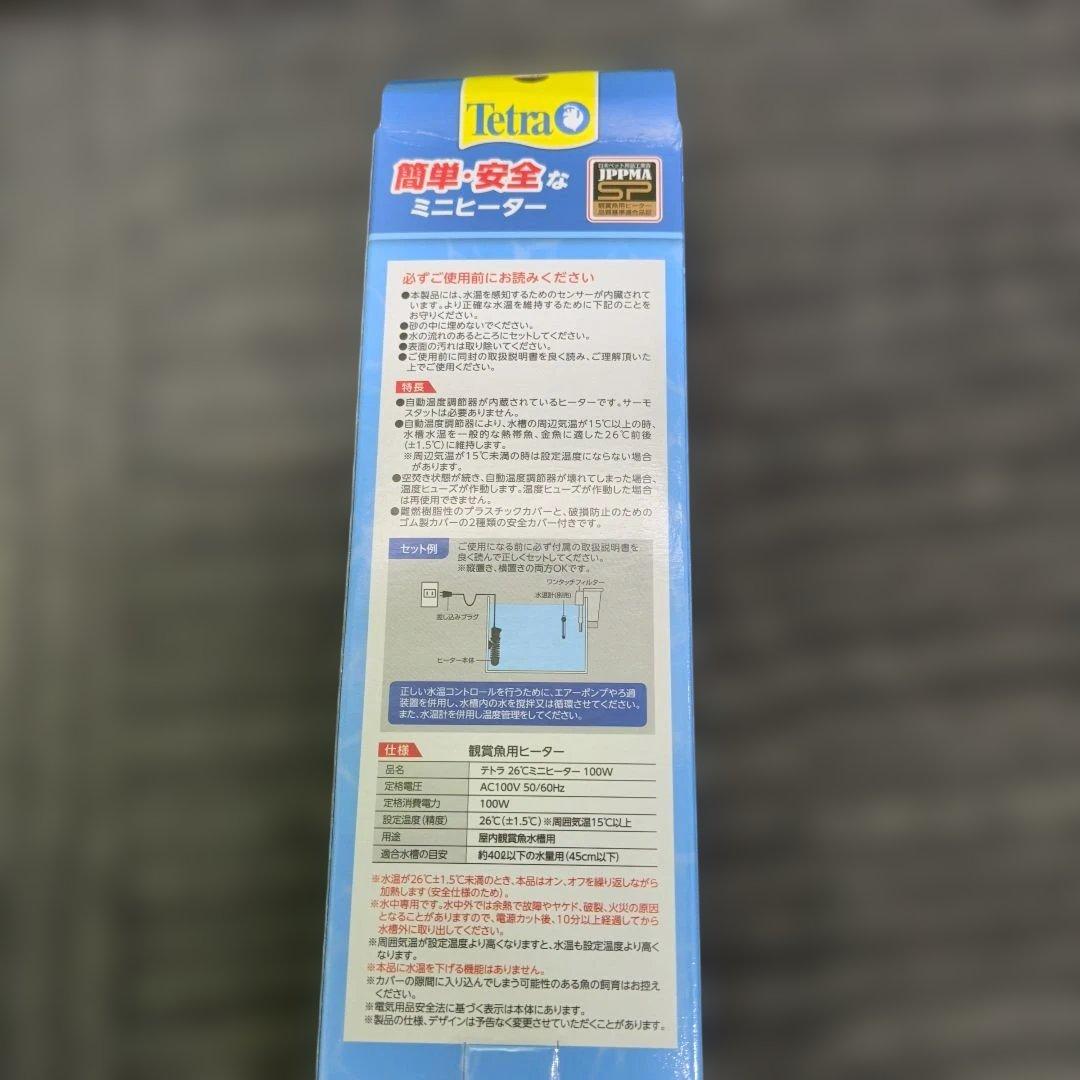 Tetra
簡単・安全な
ミニヒーター
日本ペット用品工業会
JPPMA
SP
観賞魚用ヒーター
品質基準適合品証
必ずご使用前にお読みください
●本製品には、水温を感知するためのセンサーが内臓されて
います。より正確な水温を維持するために下記のことを
お守りください。
●砂の中に埋めないでください。
●水の流れのあるところにセットしてください。
●表面の汚れは取り除いてください。
●ご使用前に同封の取扱説明書を良く読み、ご理解頂いた
上でご使用ください。
特長
●自動温度調節器が内蔵されているヒーターです。サーモ
スタットは必要ありません。
●自動温度調節器により、水槽の周辺気温が15℃以上の時、
水槽水温を一般的な熱帯魚、金魚に適した26℃前後
(±1.5℃)に維持します。
※周辺気温が15℃未満の時は設定温度にならない場合
があります。
●空焚き状態が続き、自動温度調節器が壊れてしまった場合、
温度ヒューズが作動します。温度ヒューズが作動した場合
は再使用できません。
●難燃樹脂性のプラスチックカバーと、破損防止のための
ゴム製カバーの2種類の安全カバー付きです。
セット例
ご使用になる前に必ず付属の取扱説明書を
良く読んで正しくセットしてください。
※縦置き、横置きの両方OKです。
ワンタッチフィルター
水温計(別売)
差し込みプラグ
ヒーター本体
正しい水温コントロールを行うために、エアーポンプやろ過
装置を併用し、水槽内の水を撹拌又は循環させてください。
また、水温計を併用し温度管理をしてください。
仕様 観賞魚用ヒーター
品名 テトラ 26℃ミニヒーター 100W
定格電圧 AC100V 50/60Hz
定格消費電力 100W
設定温度(精度) 26℃(±1.5℃)※周囲気温15℃以上
用途 屋内観賞魚水槽用
適合水槽の目安 約40ℓ以下の水量用(45cm以下)
※水温が26℃±1.5℃未満のとき、本品はオン、オフを繰り返しながら
加熱します(安全仕様のため)。
※水中専用です。水中外では余熱で故障やヤケド、破裂、火災の原因
となることがありますので、電源カット後、10分以上経過してから
水槽外に取り出してください。
※周囲気温が設定温度より高くなりますと、水温も設定温度より高く
なります。
※本品に水温を下げる機能はありません。
※カバーの隙間に入り込んでしまう可能性のある魚の飼育はお控え
ください。
※電気用品安全法に基づく表示は本体にあります。
※製品の仕様、デザインは予告なく変更させていただくことがあります。